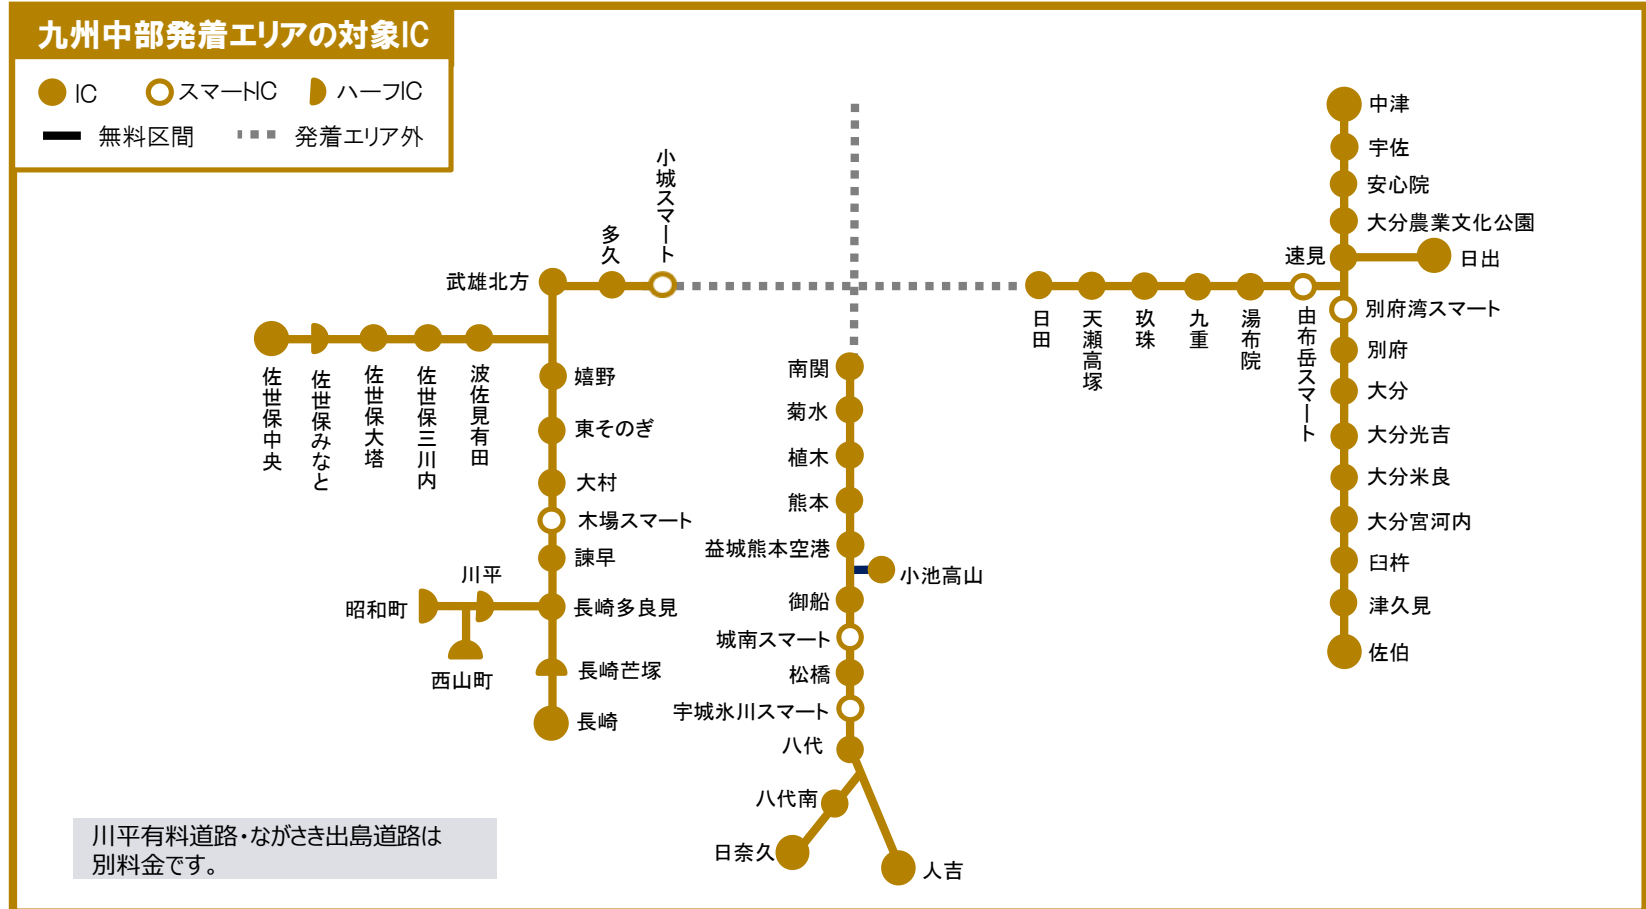 九州中部発着エリアの対象IC
IC
スマートIC
ハーフIC
無料区間
発着エリア外
小城スマート
多久
武雄北方
佐世保中央
佐世保みなと
佐世保大塔
佐世保三川内
波佐見有田
嬉野
東そのぎ
大村
木場スマート
諫早
川平
昭和町
長崎多良見
西山町
長崎芒塚
長崎
南関
菊水
植木
熊本
益城熊本空港
小池高山
御船
城南スマート
松橋
宇城氷川スマート
八代
八代南
日奈久
人吉
日田
天瀬高塚
玖珠
九重
湯布院
由布岳スマート
中津
宇佐
安心院
大分農業文化公園
速見
日出
別府湾スマート
別府
大分
大分光吉
大分米良
大分宮河内
臼杵
津久見
佐伯
川平有料道路・ながさき出島道路は
別料金です。